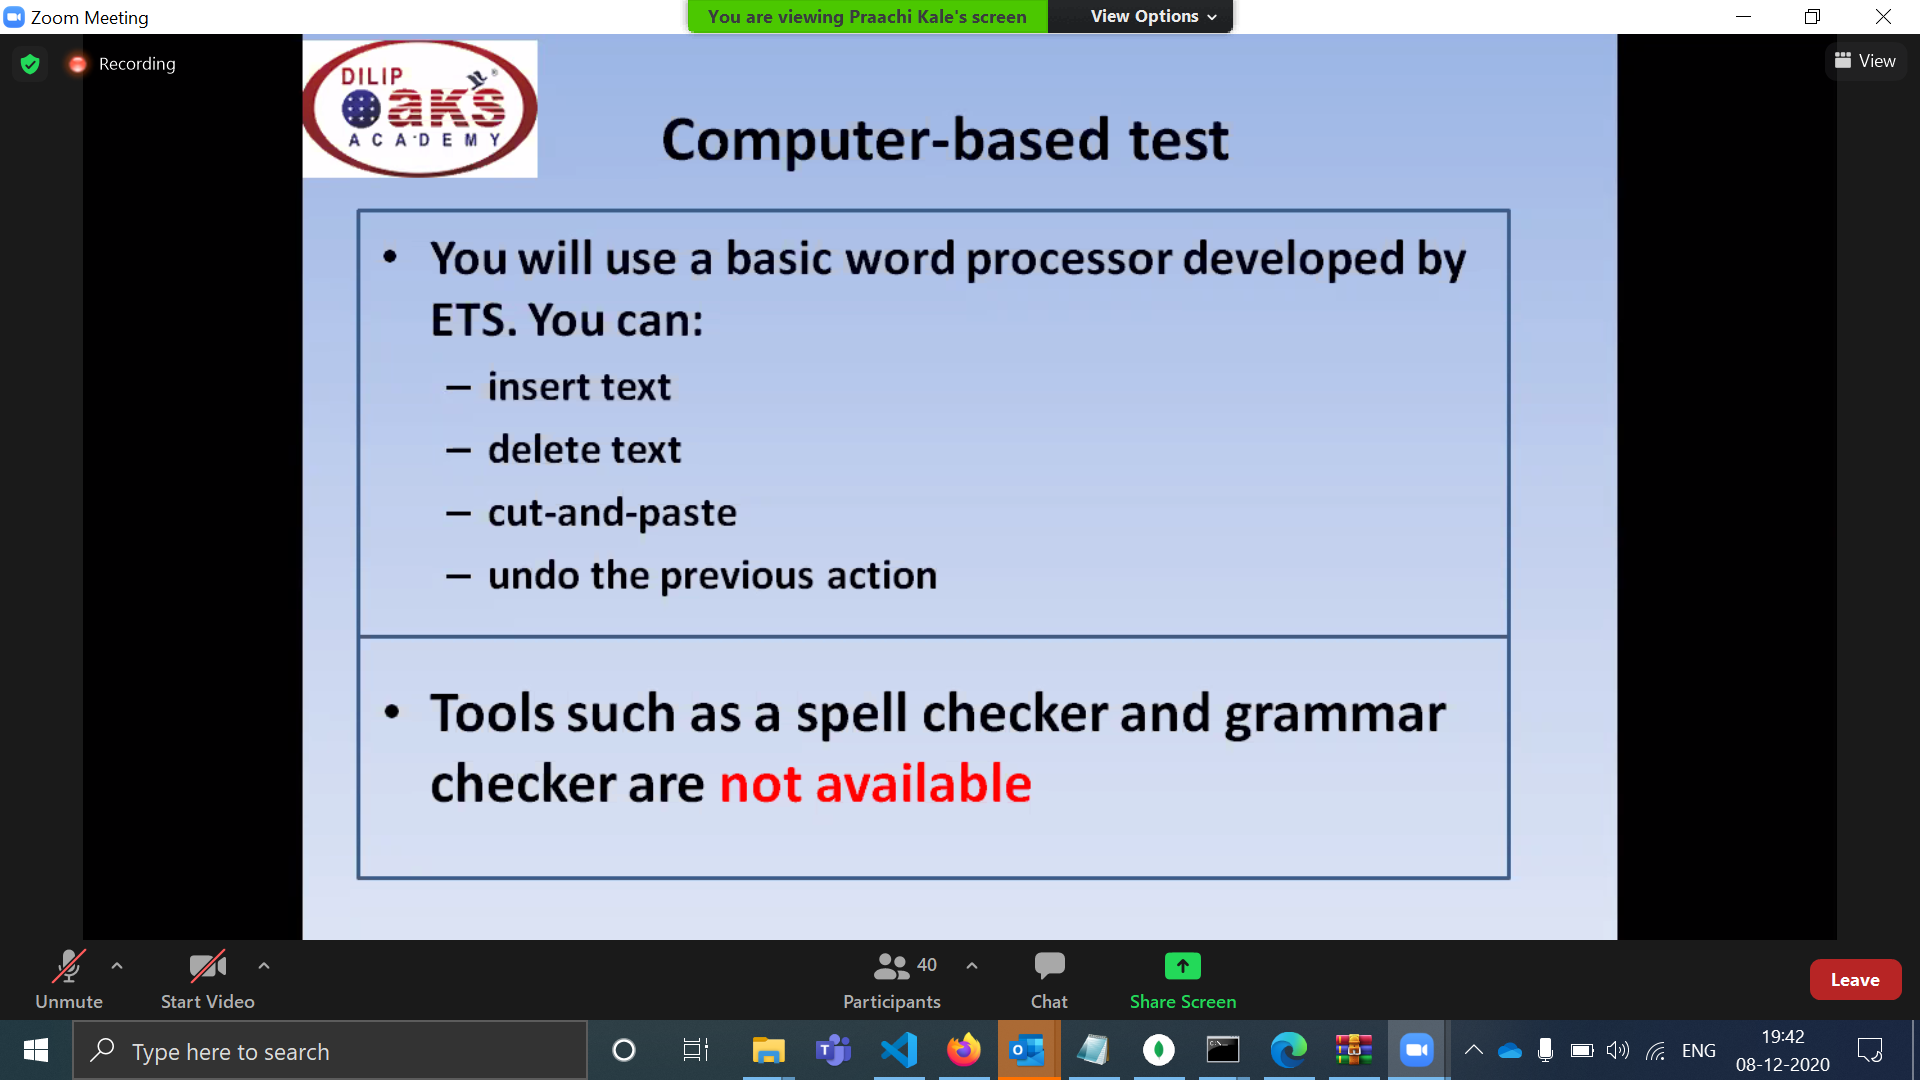 Zoom Meeting
You are viewing Praachi Kale's screen
View Options
Recording
View
DILIP
oaks
ACADEMY
Computer-based test
• You will use a basic word processor developed by
ETS. You can:
– insert text
– delete text
– cut-and-paste
– undo the previous action
• Tools such as a spell checker and grammar
checker are not available
Unmute
Start Video
40
Participants
Chat
Share Screen
Leave
Type here to search
ENG
19:42
08-12-2020